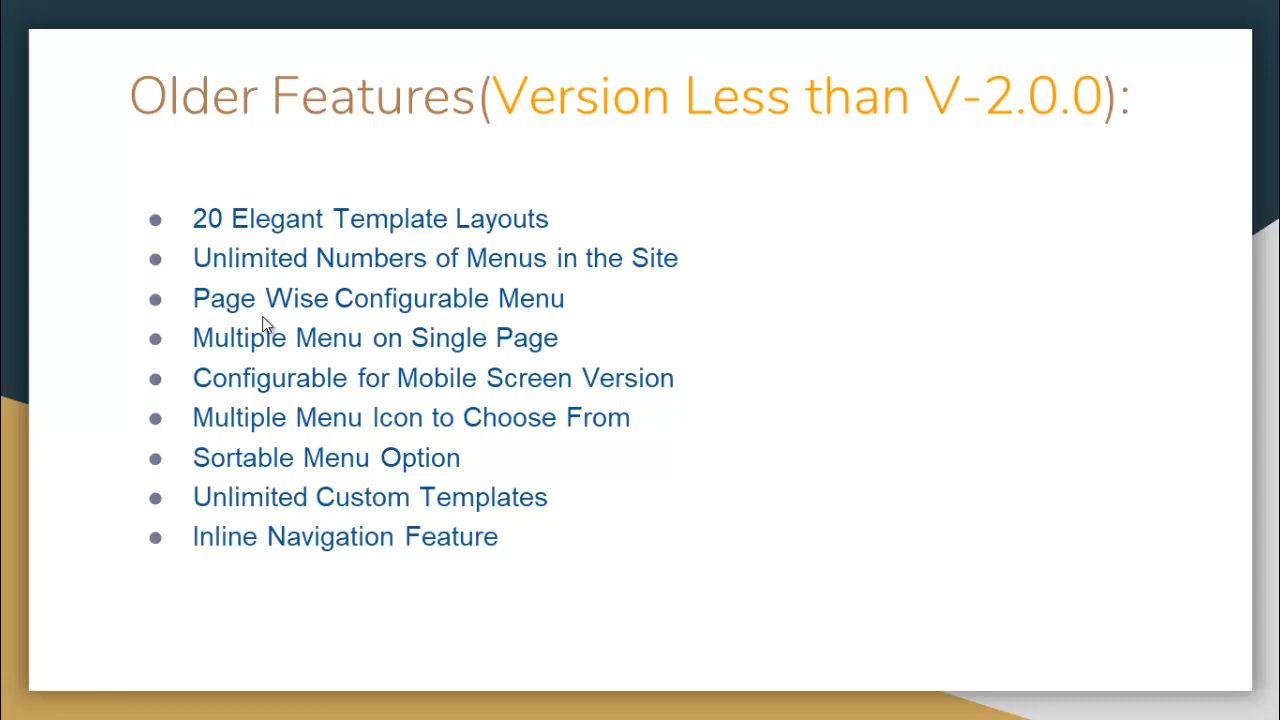 Older Features(Version Less than V-2.0.0):
20 Elegant Template Layouts
Unlimited Numbers of Menus in the Site
Page Wise Configurable Menu
Multiple Menu on Single Page
Configurable for Mobile Screen Version
Multiple Menu Icon to Choose From
Sortable Menu Option
Unlimited Custom Templates
Inline Navigation Feature